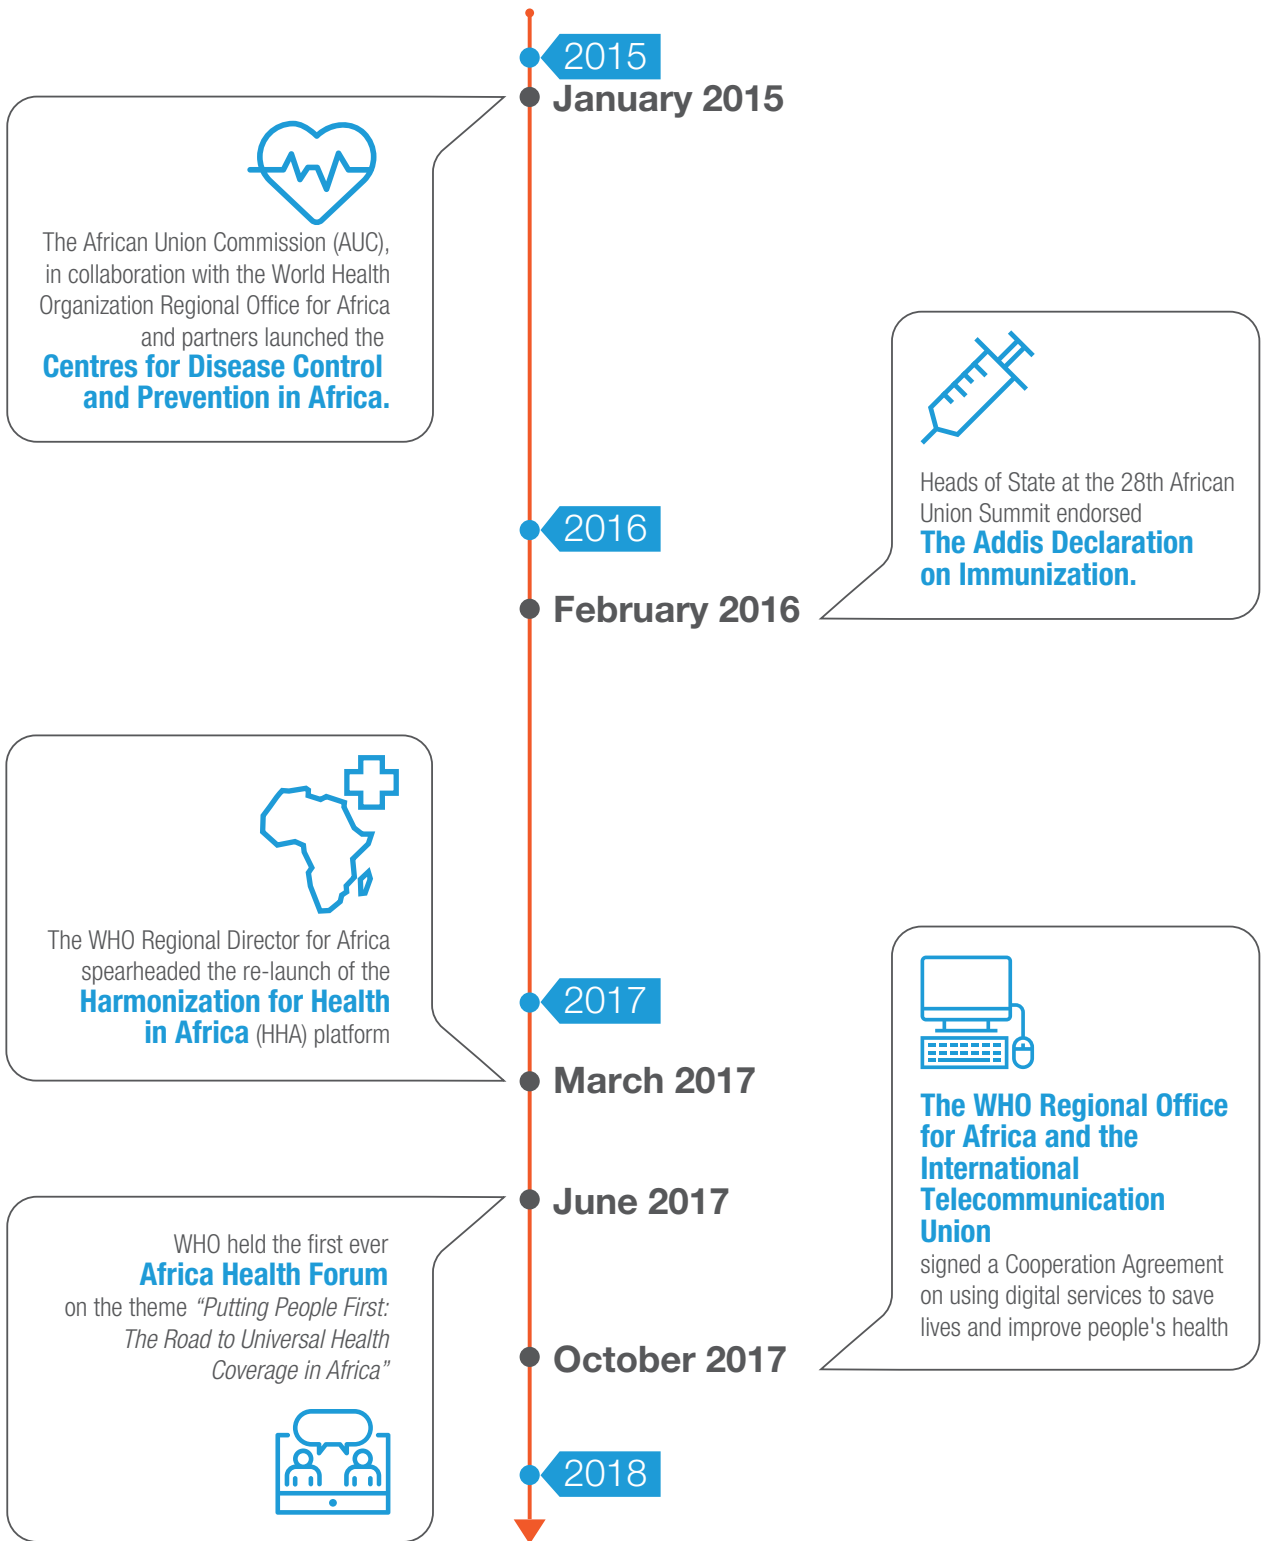 2015
January 2015
The African Union Commission (AUC),
in collaboration with the World Health
Organization Regional Office for Africa
and partners launched the
Centres for Disease Control
and Prevention in Africa.
2016
February 2016
Heads of State at the 28th African
Union Summit endorsed
The Addis Declaration
on Immunization.
The WHO Regional Director for Africa
spearheaded the re-launch of the
Harmonization for Health
in Africa (HHA) platform
2017
March 2017
June 2017
WHO held the first ever
Africa Health Forum
on the theme “Putting People First:
The Road to Universal Health
Coverage in Africa”
The WHO Regional Office
for Africa and the
International
Telecommunication
Union
signed a Cooperation Agreement
on using digital services to save
lives and improve people's health
October 2017
2018